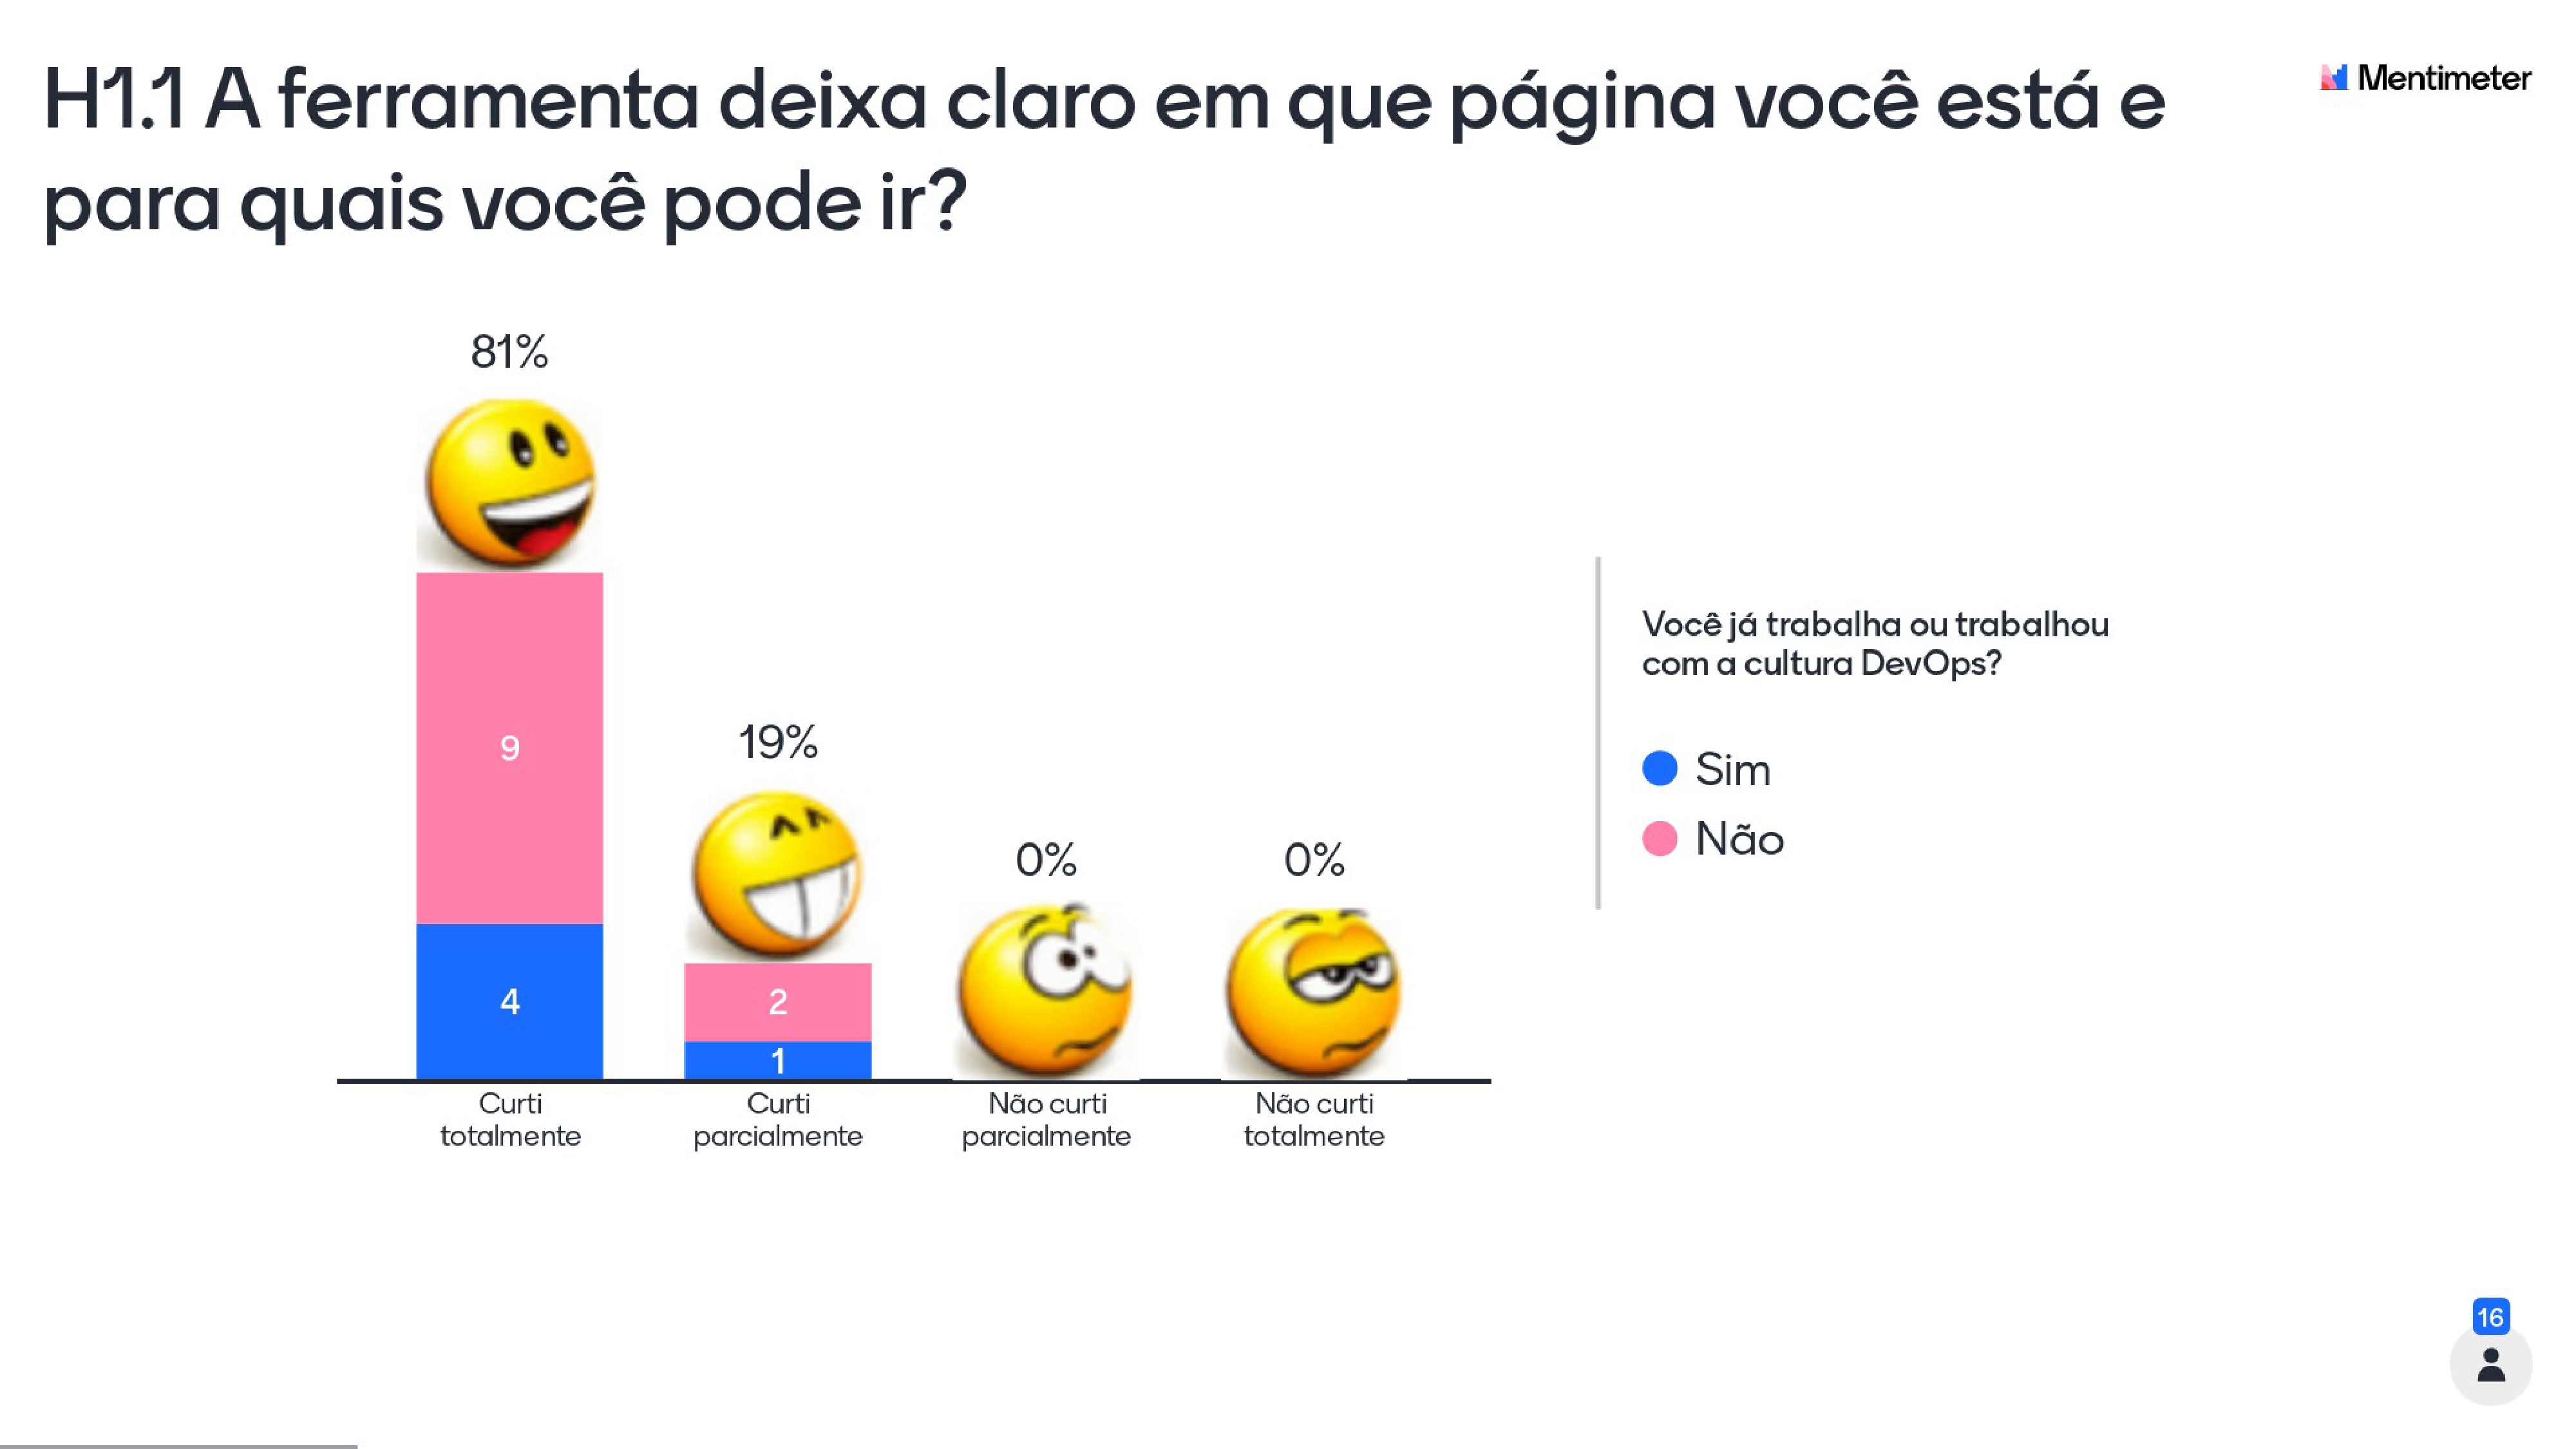 H1.1 A ferramenta deixa claro em que página você está e
para quais você pode ir?
Mentimeter
81%
9
4
19%
2
1
0%
0%
Curti
totalmente
Curti
parcialmente
Não curti
parcialmente
Não curti
totalmente
Você já trabalha ou trabalhou
com a cultura DevOps?
Sim
Não
16